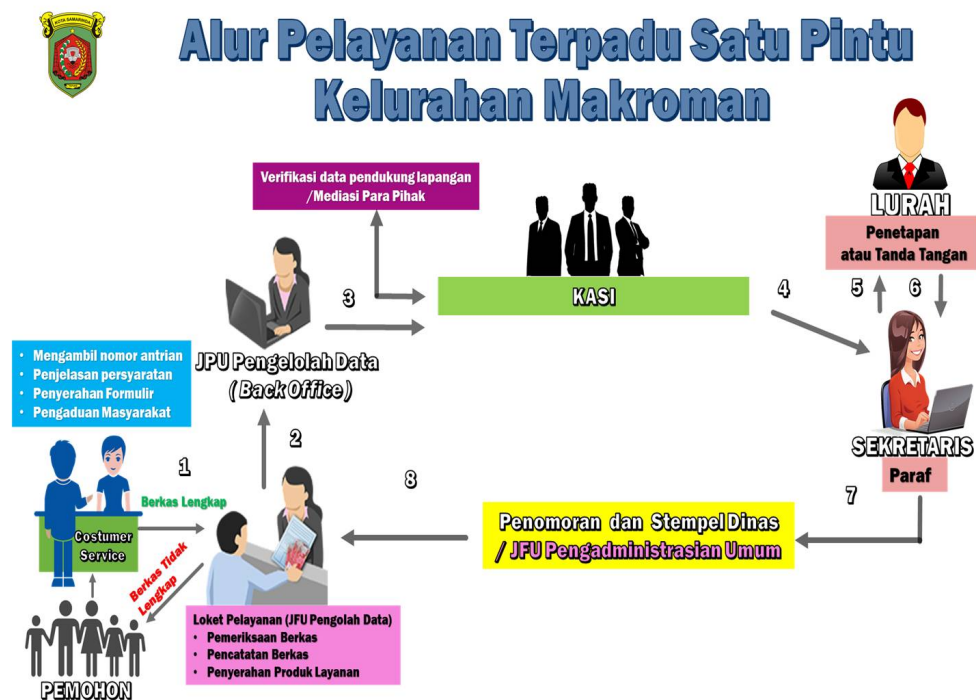 KOTA SAMARINDA
Alur Pelayanan Terpadu Satu Pintu
Kelurahan Makroman
Verifikasi data pendukung lapangan
/Mediasi Para Pihak
LURAH
Penetapan
atau Tanda Tangan
KASI
3
4
5
6
JPU Pengelolah Data
(Back Office)
• Mengambil nomor antrian
• Penjelasan persyaratan
• Penyerahan Formulir
• Pengaduan Masyarakat
SEKRETARIS
Paraf
1
2
8
7
Berkas Lengkap
Costumer
Service
Berkas Tidak
Lengkap
Penomoran dan Stempel Dinas
/ JFU Pengadministrasian Umum
Loket Pelayanan (JFU Pengolah Data)
• Pemeriksaan Berkas
• Pencatatan Berkas
• Penyerahan Produk Layanan
PEMOHON